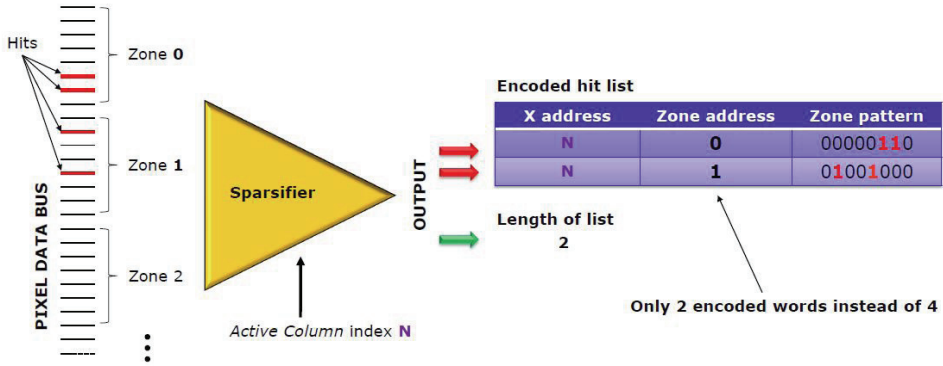 Hits
Zone 0
Zone 1
Zone 2
PIXEL DATA BUS
Sparsifier
Active Column index N
OUTPUT
Encoded hit list
X address Zone address Zone pattern
N 0 00000110
N 1 01001000
Length of list
2
Only 2 encoded words instead of 4